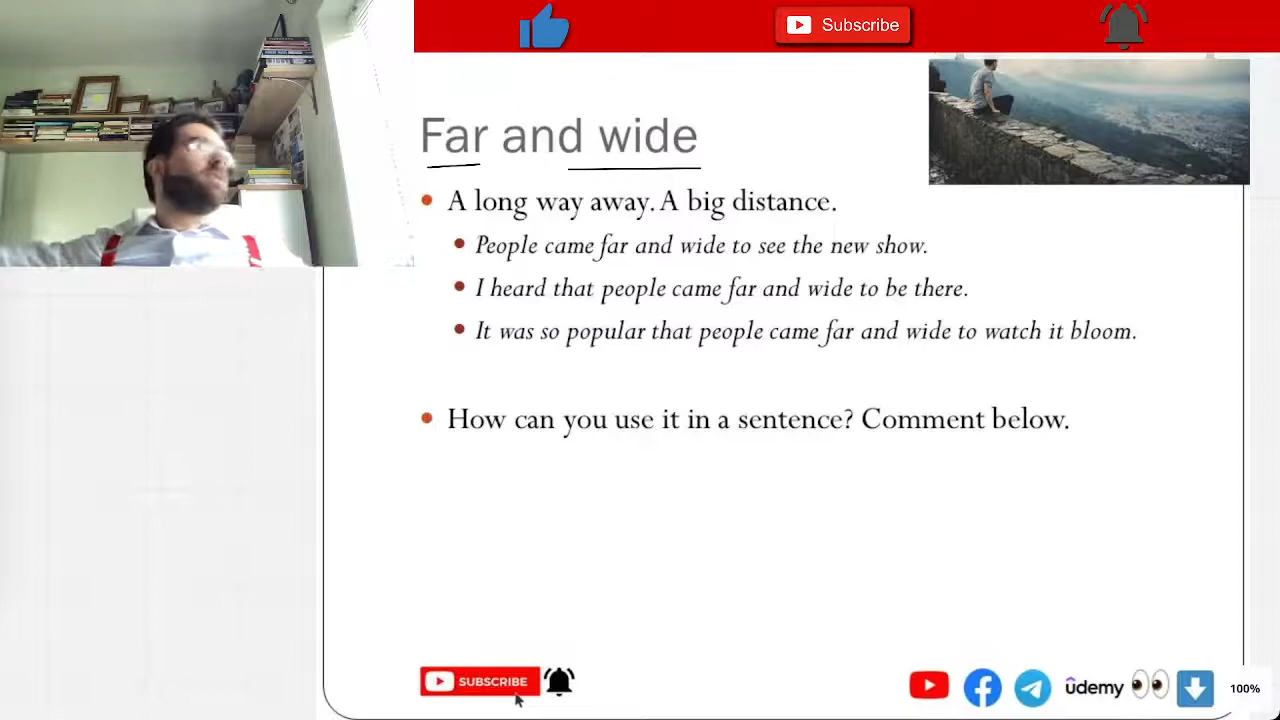 Subscribe
Far and wide
A long way away. A big distance.
People came far and wide to see the new show.
I heard that people came far and wide to be there.
It was so popular that people came far and wide to watch it bloom.
How can you use it in a sentence? Comment below.
SUBSCRIBE
udemy
100%